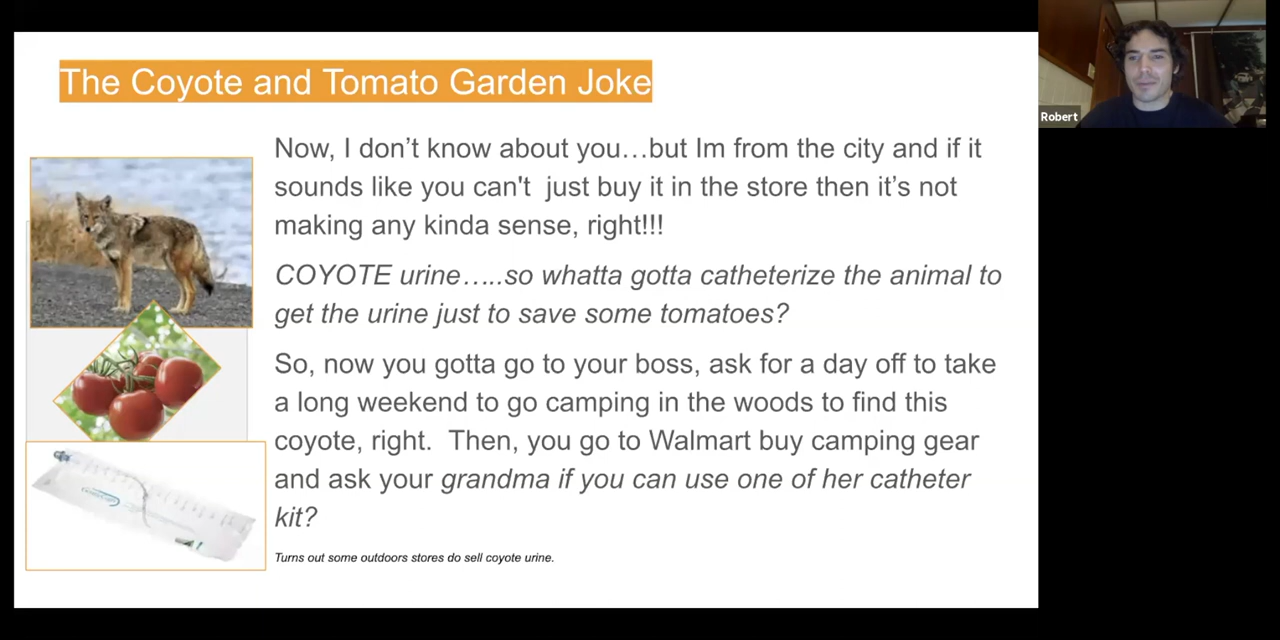 The Coyote and Tomato Garden Joke
Robert
Now, I don't know about you…but Im from the city and if it
sounds like you can't  just buy it in the store then it's not
making any kinda sense, right!!!
COYOTE urine…..so whatta gotta catheterize the animal to
get the urine just to save some tomatoes?
So, now you gotta go to your boss, ask for a day off to take
a long weekend to go camping in the woods to find this
coyote, right.  Then, you go to Walmart buy camping gear
and ask your grandma if you can use one of her catheter
kit?
Turns out some outdoors stores do sell coyote urine.